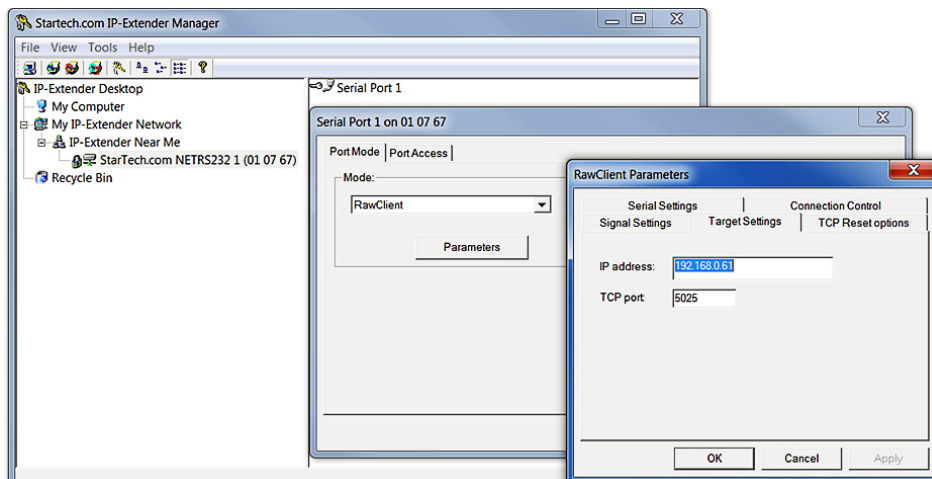 Startech.com IP-Extender Manager
File View Tools Help
IP-Extender Desktop
My Computer
My IP-Extender Network
IP-Extender Near Me
StarTech.com NETRS232 1 (01 07 67)
Recycle Bin
Serial Port 1
Serial Port 1 on 01 07 67
Port Mode Port Access
Mode:
RawClient
Parameters
RawClient Parameters
Serial Settings Connection Control
Signal Settings Target Settings TCP Reset options
IP address: 192.168.0.61
TCP port 5025
OK Cancel Apply